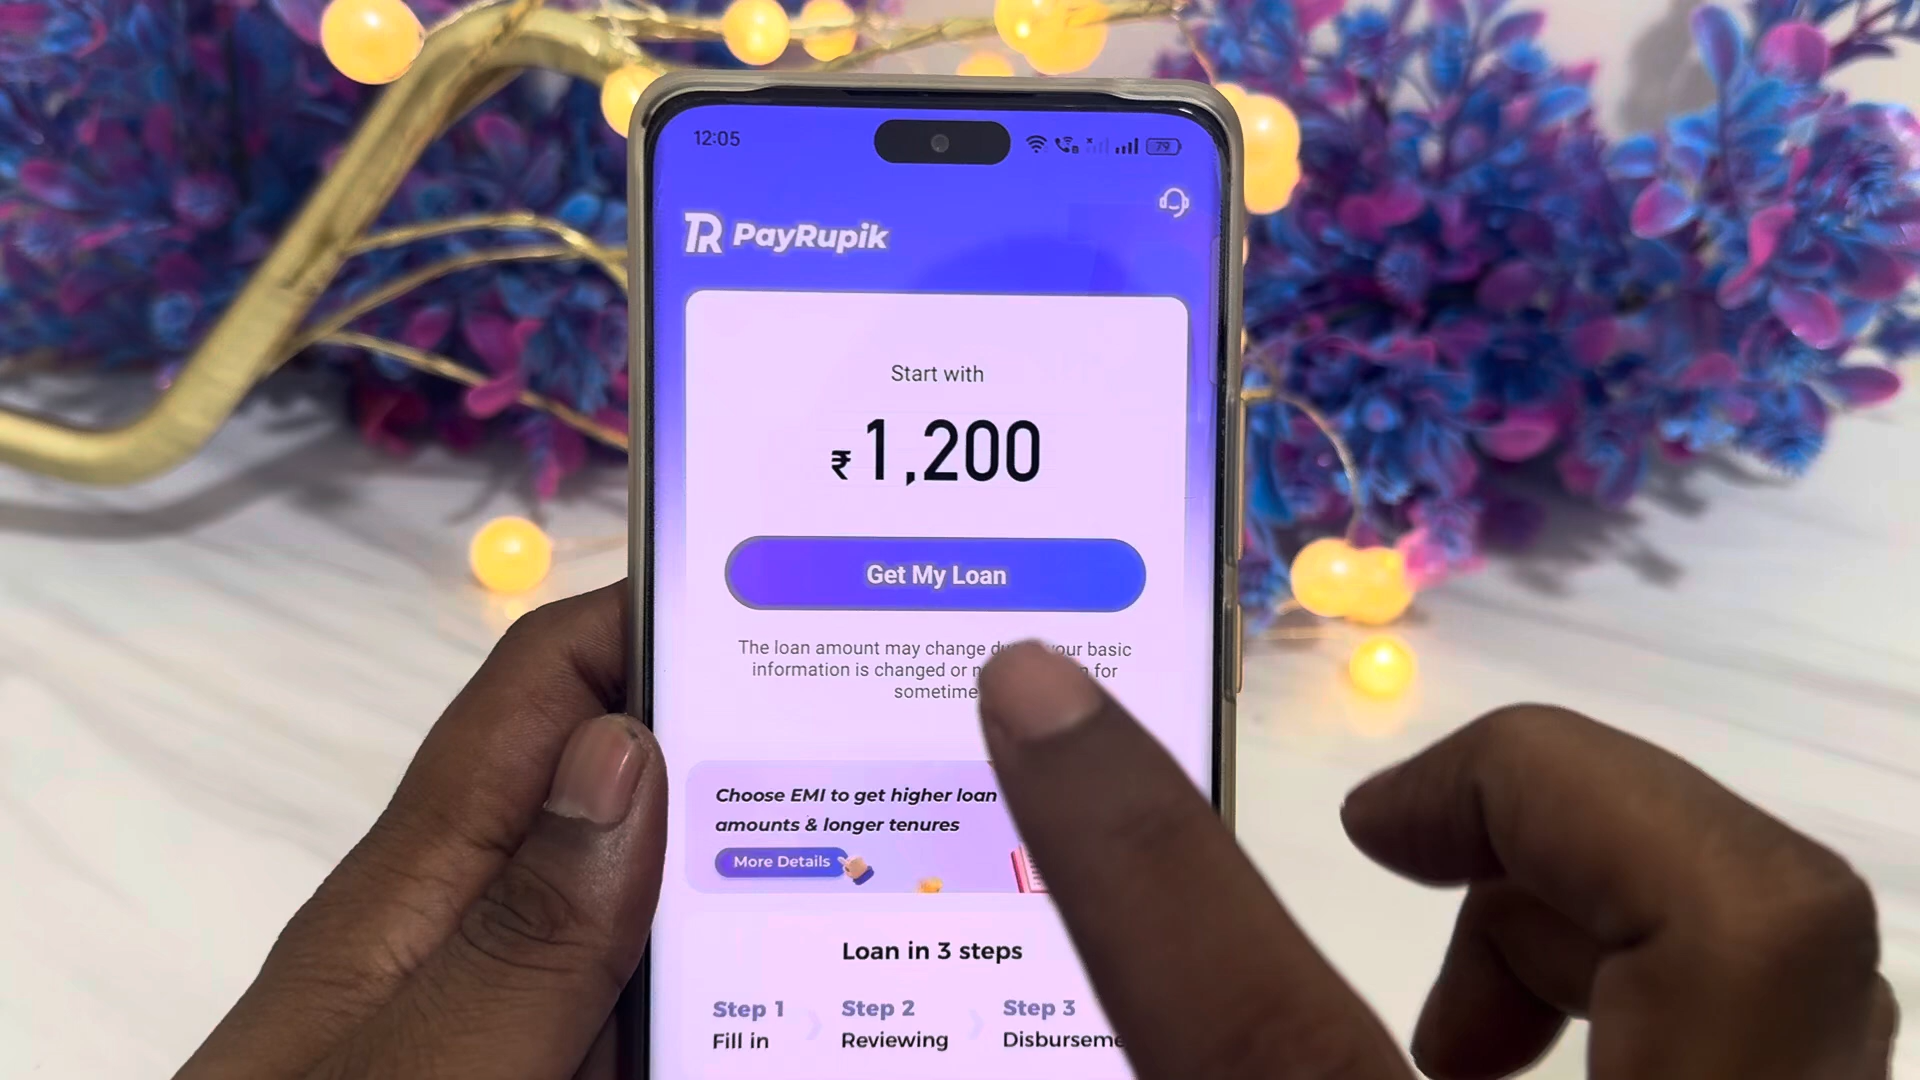 12:05
79
PayRupik
Start with
₹1,200
Get My Loan
The loan amount may change your basic
information is changed or for
sometime
Choose EMI to get higher loan
amounts & longer tenures
More Details
Loan in 3 steps
Step 1 Step 2 Step 3
Fill in Reviewing